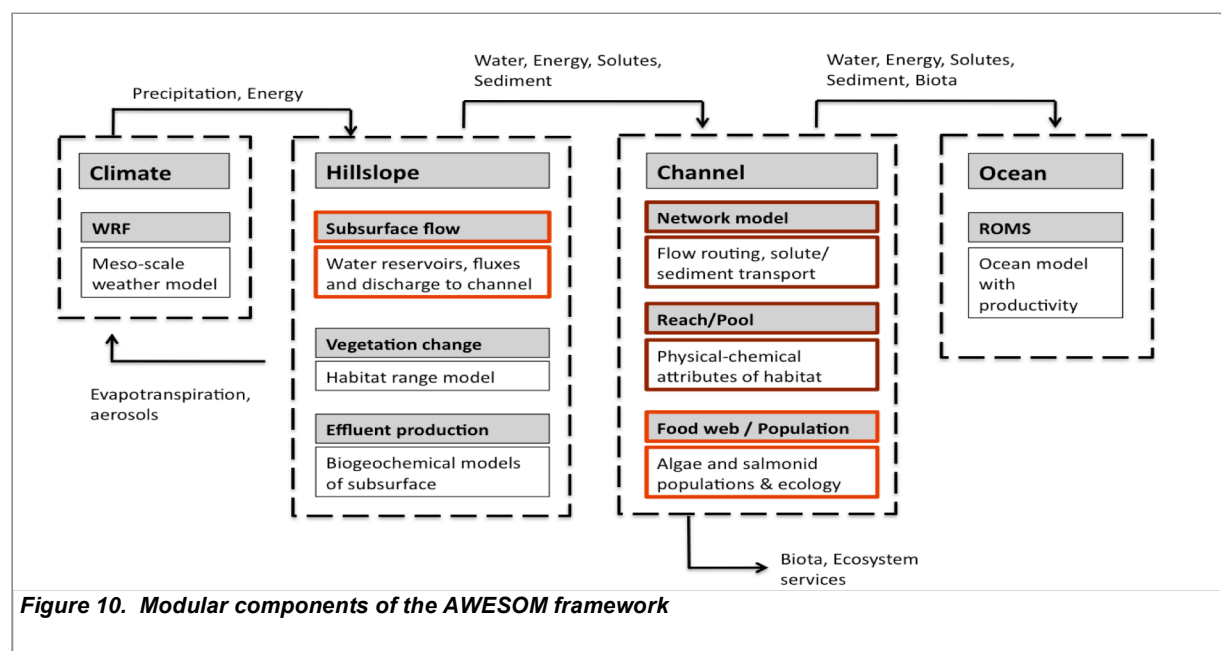 Precipitation, Energy
Water, Energy, Solutes,
Sediment
Water, Energy, Solutes,
Sediment, Biota
Climate
WRF
Meso-scale
weather model
Evapotranspiration,
aerosols
Hillslope
Subsurface flow
Water reservoirs, fluxes
and discharge to channel
Vegetation change
Habitat range model
Effluent production
Biogeochemical models
of subsurface
Channel
Network model
Flow routing, solute/
sediment transport
Reach/Pool
Physical-chemical
attributes of habitat
Food web / Population
Algae and salmonid
populations & ecology
Biota, Ecosystem
services
Ocean
ROMS
Ocean model
with
productivity
Figure 10. Modular components of the AWESOM framework